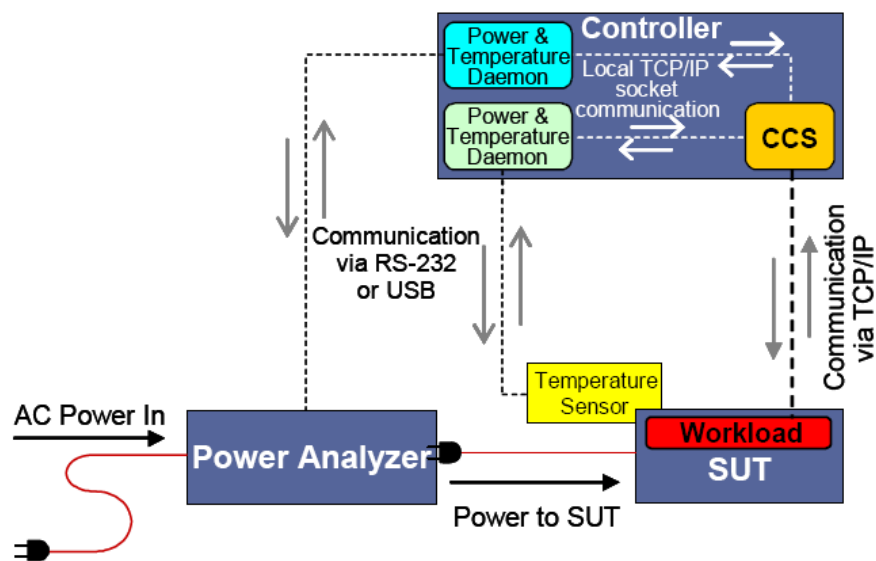 Controller
Power &
Temperature
Daemon
Local TCP/IP
socket
communication
Power &
Temperature
Daemon
CCS
Communication
via RS-232
or USB
Communication
via TCP/IP
Temperature
Sensor
AC Power In
Power Analyzer
Workload
SUT
Power to SUT